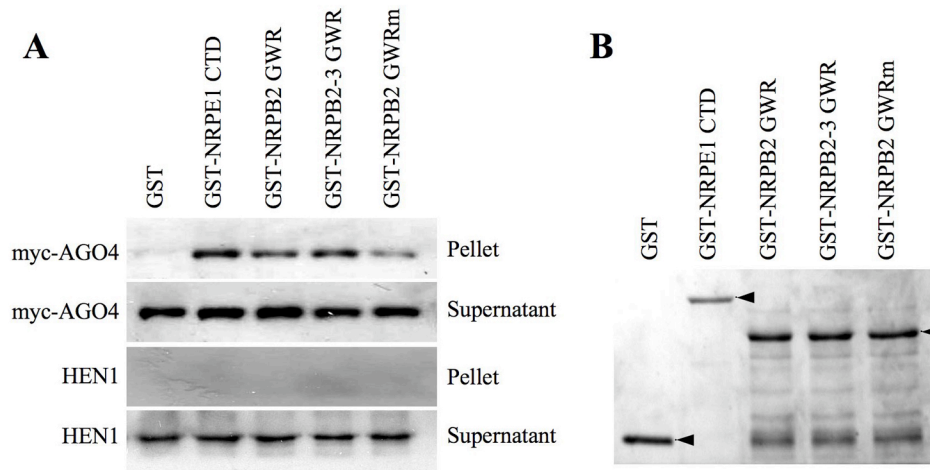 A
GST
GST-NRPE1 CTD
GST-NRPB2 GWR
GST-NRPB2-3 GWR
GST-NRPB2 GWRm
myc-AGO4 Pellet
myc-AGO4 Supernatant
HEN1 Pellet
HEN1 Supernatant
B
GST
GST-NRPE1 CTD
GST-NRPB2 GWR
GST-NRPB2-3 GWR
GST-NRPB2 GWRm